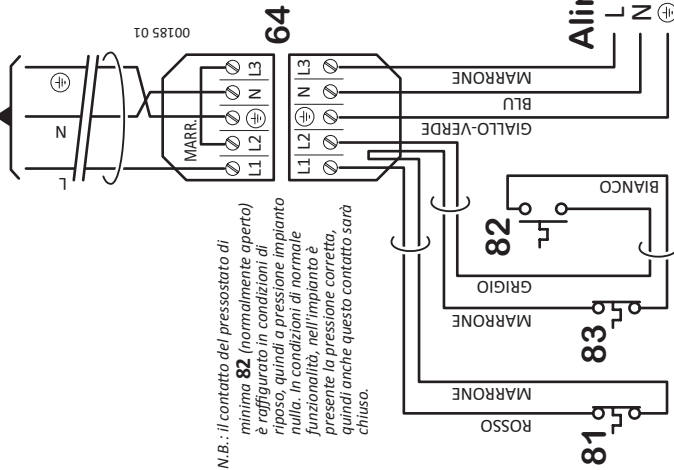 00185 01
L
N
MARR.
L1
L2
N
L3
64
L1
L2
N
L3
N.B.: il contatto del pressostato di
minima 82 (normalmente aperto)
è raffigurato in condizioni di
riposo, quindi a pressione impianto
nulla. In condizioni di normale
funzionalità, nell'impianto è
presente la pressione corretta,
quindi anche questo contatto sarà
chiuso.
MARRONE
BLU
GIALLO-VERDE
Alim
L
N
82
BIANCO
GRIGIO
MARRONE
83
MARRONE
ROSSO
81